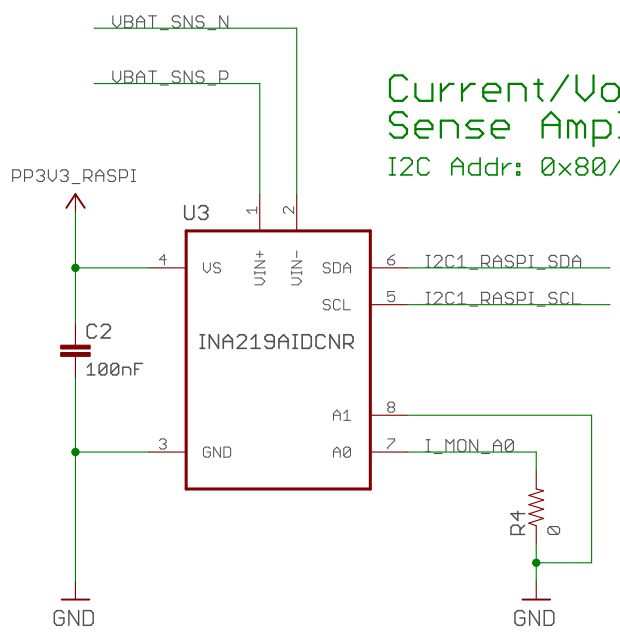 VBAT_SNS_N
VBAT_SNS_P
Current/Vo
Sense Amp
I2C Addr: 0x80/
PP3V3_RASPI
U3
1
2
4
VS
VIN+
VIN-
SDA
6
I2C1_RASPI_SDA
SCL
5
I2C1_RASPI_SCL
C2
100nF
INA219AIDCNR
A1
8
3
GND
A0
7
I_MON_A0
R4
0
GND
GND